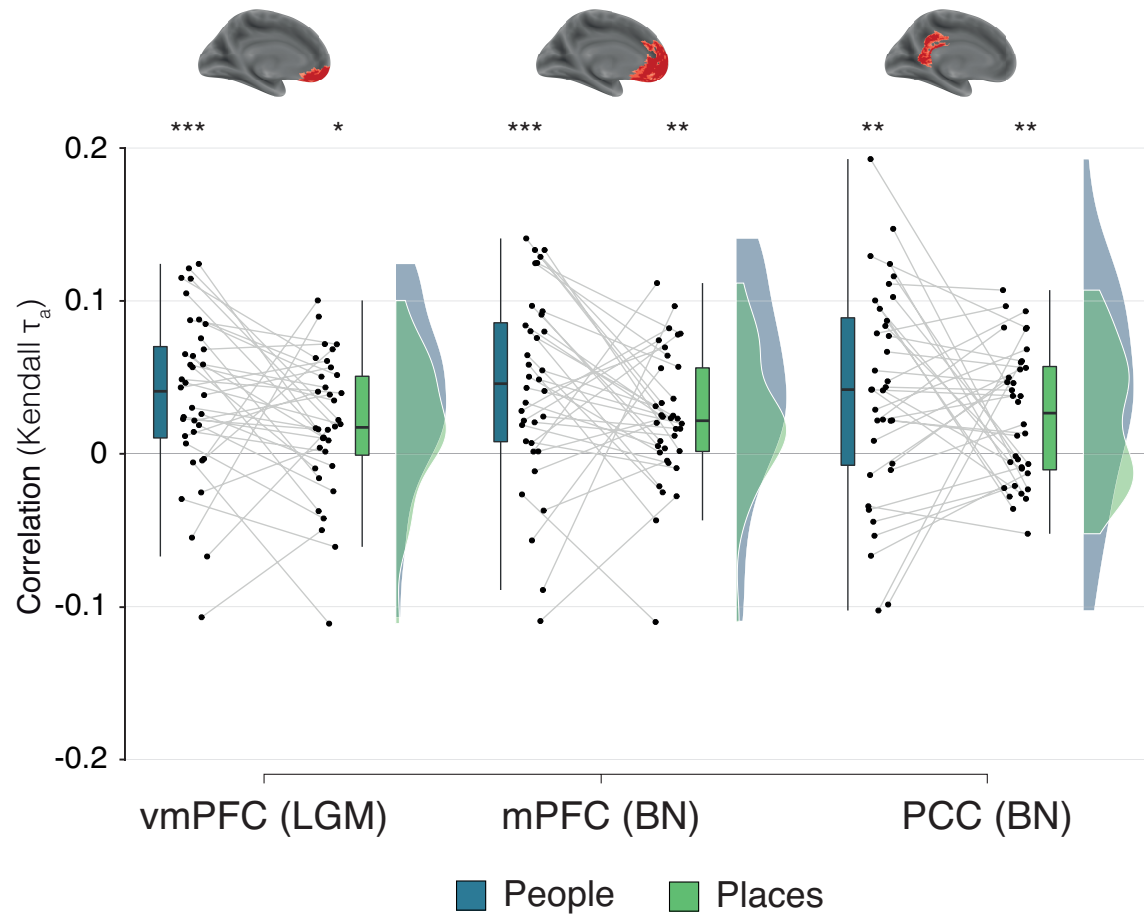 *** * *** ** ** **
0.2
0.1
0
-0.1
-0.2
Correlation (Kendall τa)
vmPFC (LGM) mPFC (BN) PCC (BN)
People Places